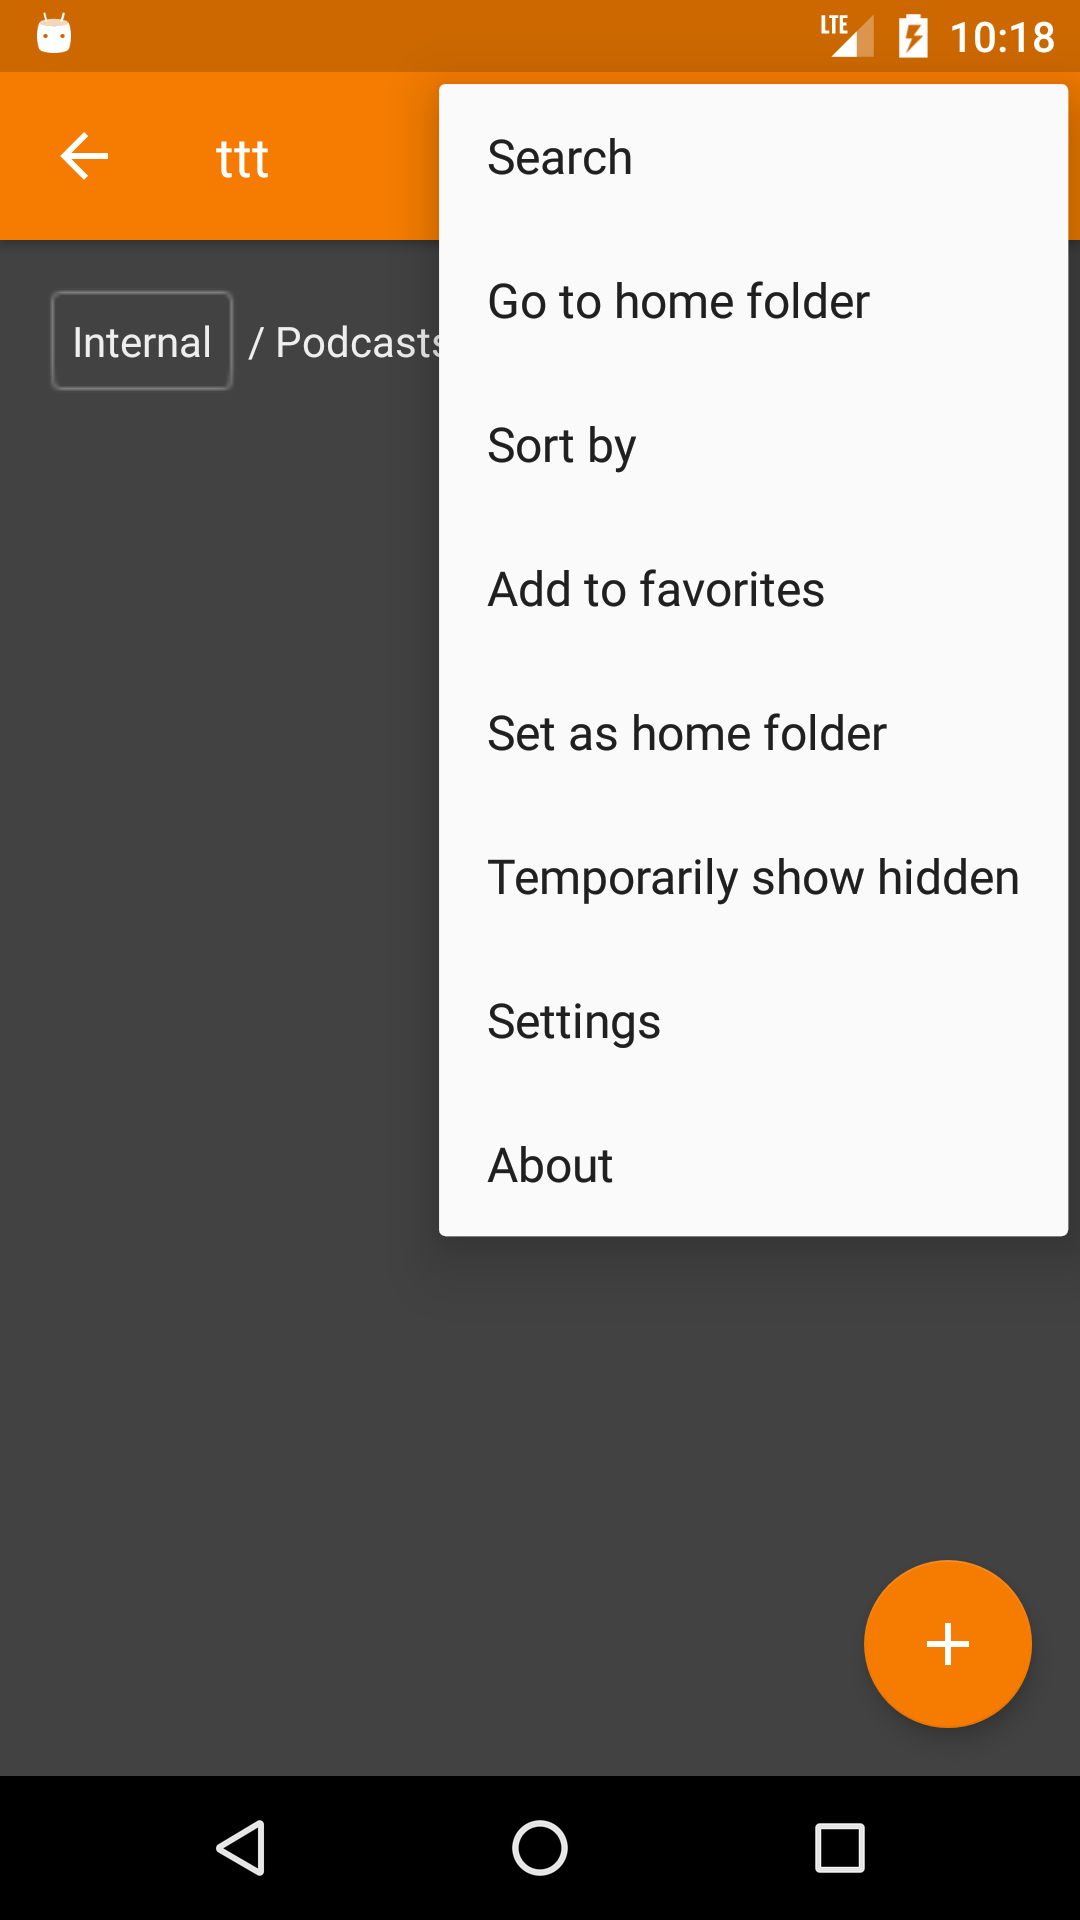 LTE 10:18
ttt
Internal / Podcasts
Search
Go to home folder
Sort by
Add to favorites
Set as home folder
Temporarily show hidden
Settings
About